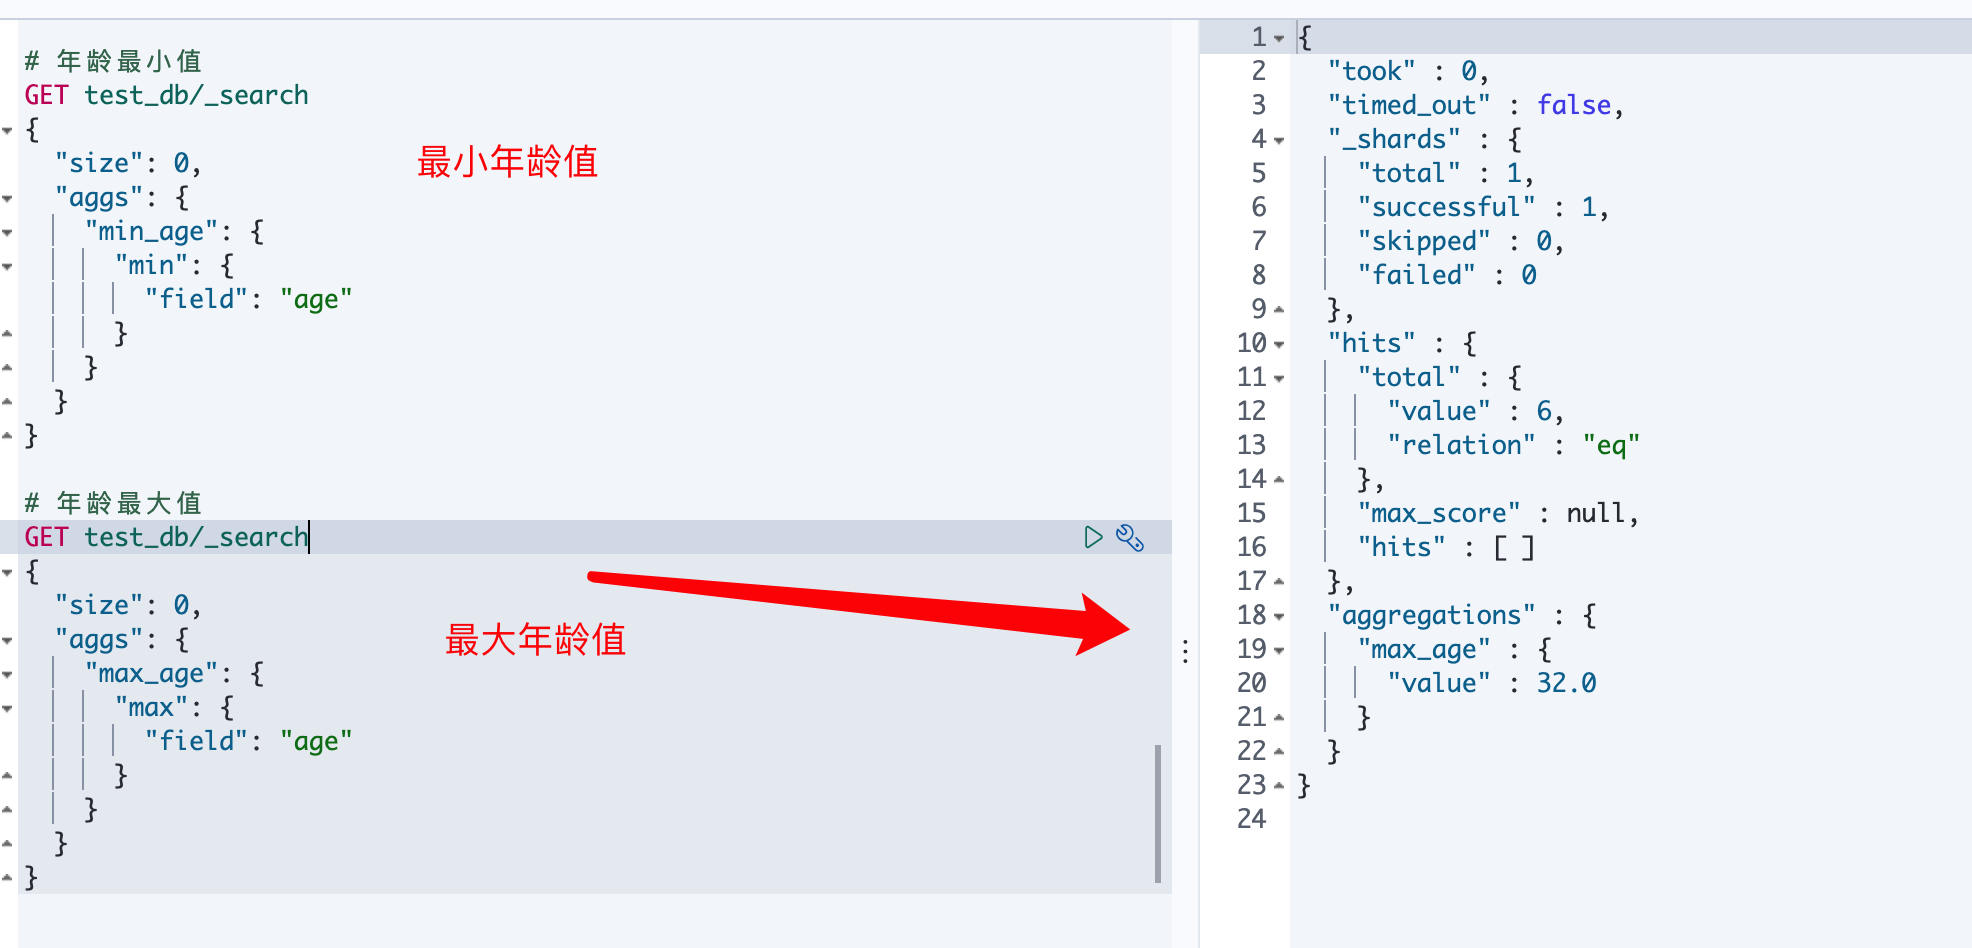 # 年龄最小值
GET test_db/_search
{
  "size": 0,
  "aggs": {
    "min_age": {
      "min": {
        "field": "age"
      }
    }
  }
}
最小年龄值
# 年龄最大值
GET test_db/_search
{
  "size": 0,
  "aggs": {
    "max_age": {
      "max": {
        "field": "age"
      }
    }
  }
}
最大年龄值
1 {
2   "took" : 0,
3   "timed_out" : false,
4   "_shards" : {
5     "total" : 1,
6     "successful" : 1,
7     "skipped" : 0,
8     "failed" : 0
9   },
10   "hits" : {
11     "total" : {
12       "value" : 6,
13       "relation" : "eq"
14     },
15     "max_score" : null,
16     "hits" : [ ]
17   },
18   "aggregations" : {
19     "max_age" : {
20       "value" : 32.0
21     }
22   }
23 }
24